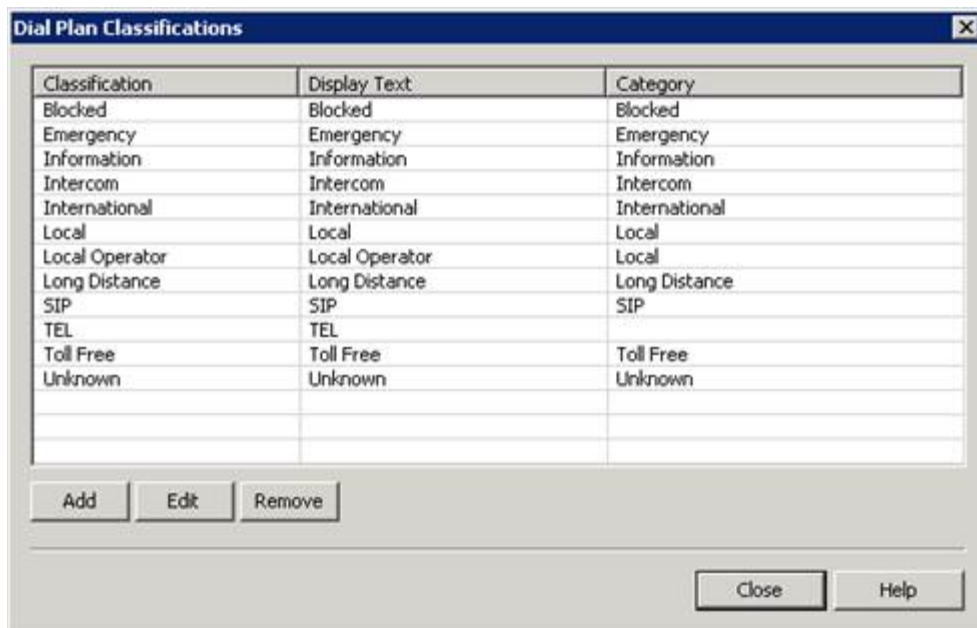 Dial Plan Classifications
Classification Display Text Category
Blocked Blocked Blocked
Emergency Emergency Emergency
Information Information Information
Intercom Intercom Intercom
International International International
Local Local Local
Local Operator Local Operator Local
Long Distance Long Distance Long Distance
SIP SIP SIP
TEL TEL
Toll Free Toll Free Toll Free
Unknown Unknown Unknown
Add Edit Remove
Close Help